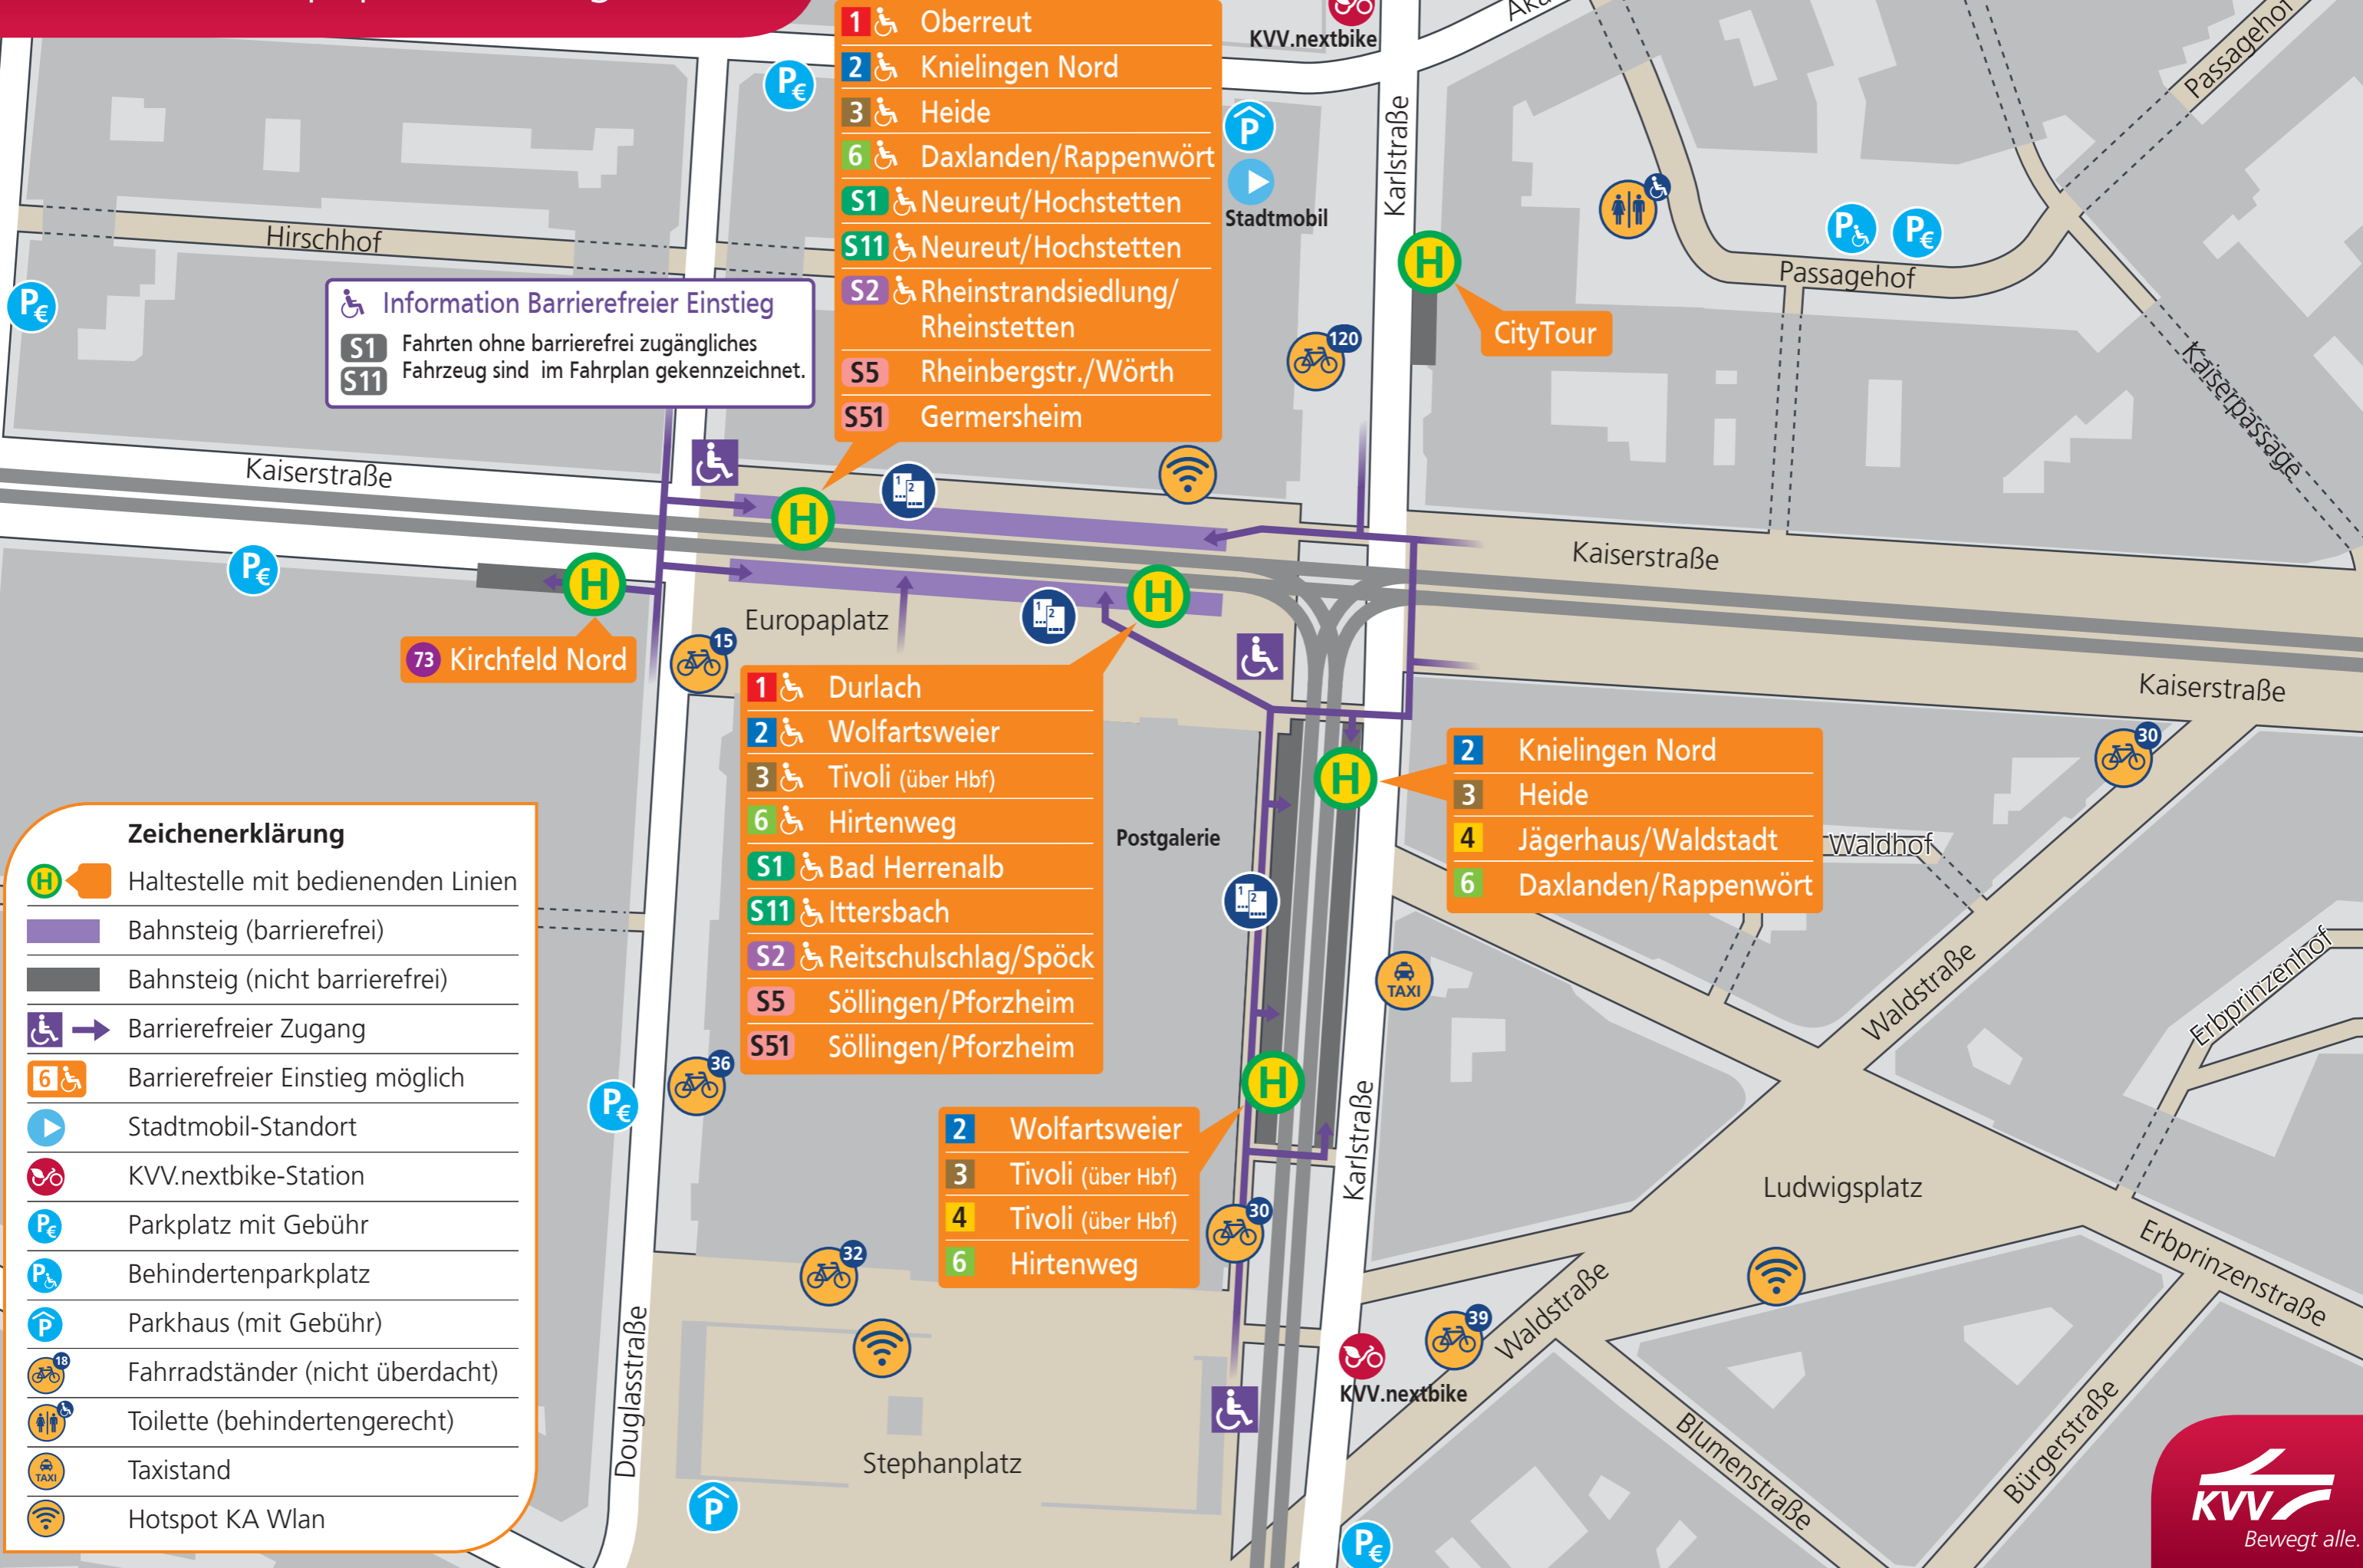 1 Oberreut
2 Knielingen Nord
3 Heide
6 Daxlanden/Rappenwört
S1 Neureut/Hochstetten
S11 Neureut/Hochstetten
S2 Rheinstrandsiedlung/
Rheinstetten
S5 Rheinbergstr./Wörth
S51 Germersheim
KVV.nextbike
P€
P
Stadtmobil
Karlstraße
Passagehof
Hirschhof
P€
Information Barrierefreier Einstieg
S1 Fahrten ohne barrierefrei zugängliches
S11 Fahrzeug sind im Fahrplan gekennzeichnet.
H
CityTour
P
P€
Passagehof
120
Kaiserpassage
Kaiserstraße
1 2
H
P€
H
73 Kirchfeld Nord
Europaplatz
15
1 2
H
Kaiserstraße
Kaiserstraße
1 Durlach
2 Wolfartsweier
3 Tivoli (über Hbf)
6 Hirtenweg
S1 Bad Herrenalb
S11 Ittersbach
S2 Reitschulschlag/Spöck
S5 Söllingen/Pforzheim
S51 Söllingen/Pforzheim
Postgalerie
1 2
H
2 Knielingen Nord
3 Heide
4 Jägerhaus/Waldstadt
6 Daxlanden/Rappenwört
30
Waldhof
Waldstraße
Erbprinzenhof
TAXI
36
P€
H
2 Wolfartsweier
3 Tivoli (über Hbf)
4 Tivoli (über Hbf)
6 Hirtenweg
30
32
Karlstraße
Ludwigsplatz
Erbprinzenstraße
Waldstraße
39
KVV.nextbike
Blumenstraße
Bürgerstraße
Douglasstraße
Stephanplatz
P
P€
Zeichenerklärung
H Haltestelle mit bedienenden Linien
Bahnsteig (barrierefrei)
Bahnsteig (nicht barrierefrei)
Barrierefreier Zugang
6 Barrierefreier Einstieg möglich
Stadtmobil-Standort
KVV.nextbike-Station
P€ Parkplatz mit Gebühr
P Behindertenparkplatz
P Parkhaus (mit Gebühr)
18 Fahrradständer (nicht überdacht)
Toilette (behindertengerecht)
TAXI Taxistand
Hotspot KA Wlan
KVV
Bewegt alle.